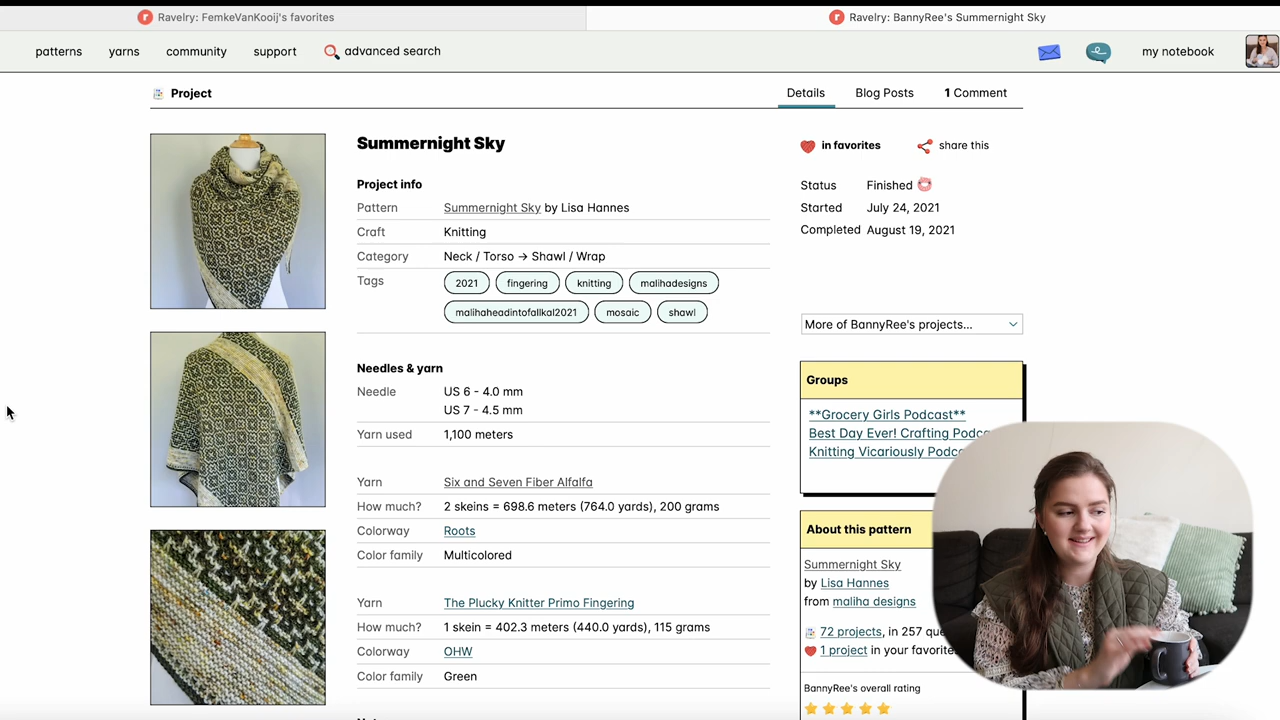 Ravelry: FemkeVanKooij's favorites
Ravelry: BannyRee's Summernight Sky
patterns yarns community support advanced search my notebook
Project
Details Blog Posts 1 Comment
Summernight Sky
in favorites share this
Project info
Status Finished
Pattern Summernight Sky by Lisa Hannes
Started July 24, 2021
Craft Knitting
Completed August 19, 2021
Category Neck / Torso → Shawl / Wrap
Tags 2021 fingering knitting malihadesigns
malihaheadintofallkal2021 mosaic shawl
More of BannyRee's projects...
Needles & yarn
Needle US 6 - 4.0 mm
US 7 - 4.5 mm
Yarn used 1,100 meters
Yarn Six and Seven Fiber Alfalfa
How much? 2 skeins = 698.6 meters (764.0 yards), 200 grams
Colorway Roots
Color family Multicolored
Yarn The Plucky Knitter Primo Fingering
How much? 1 skein = 402.3 meters (440.0 yards), 115 grams
Colorway OHW
Color family Green
Groups
**Grocery Girls Podcast**
Best Day Ever! Crafting Podca
Knitting Vicariously Podc
About this pattern
Summernight Sky
by Lisa Hannes
from maliha designs
72 projects, in 257 que
1 project in your favorite
BannyRee's overall rating